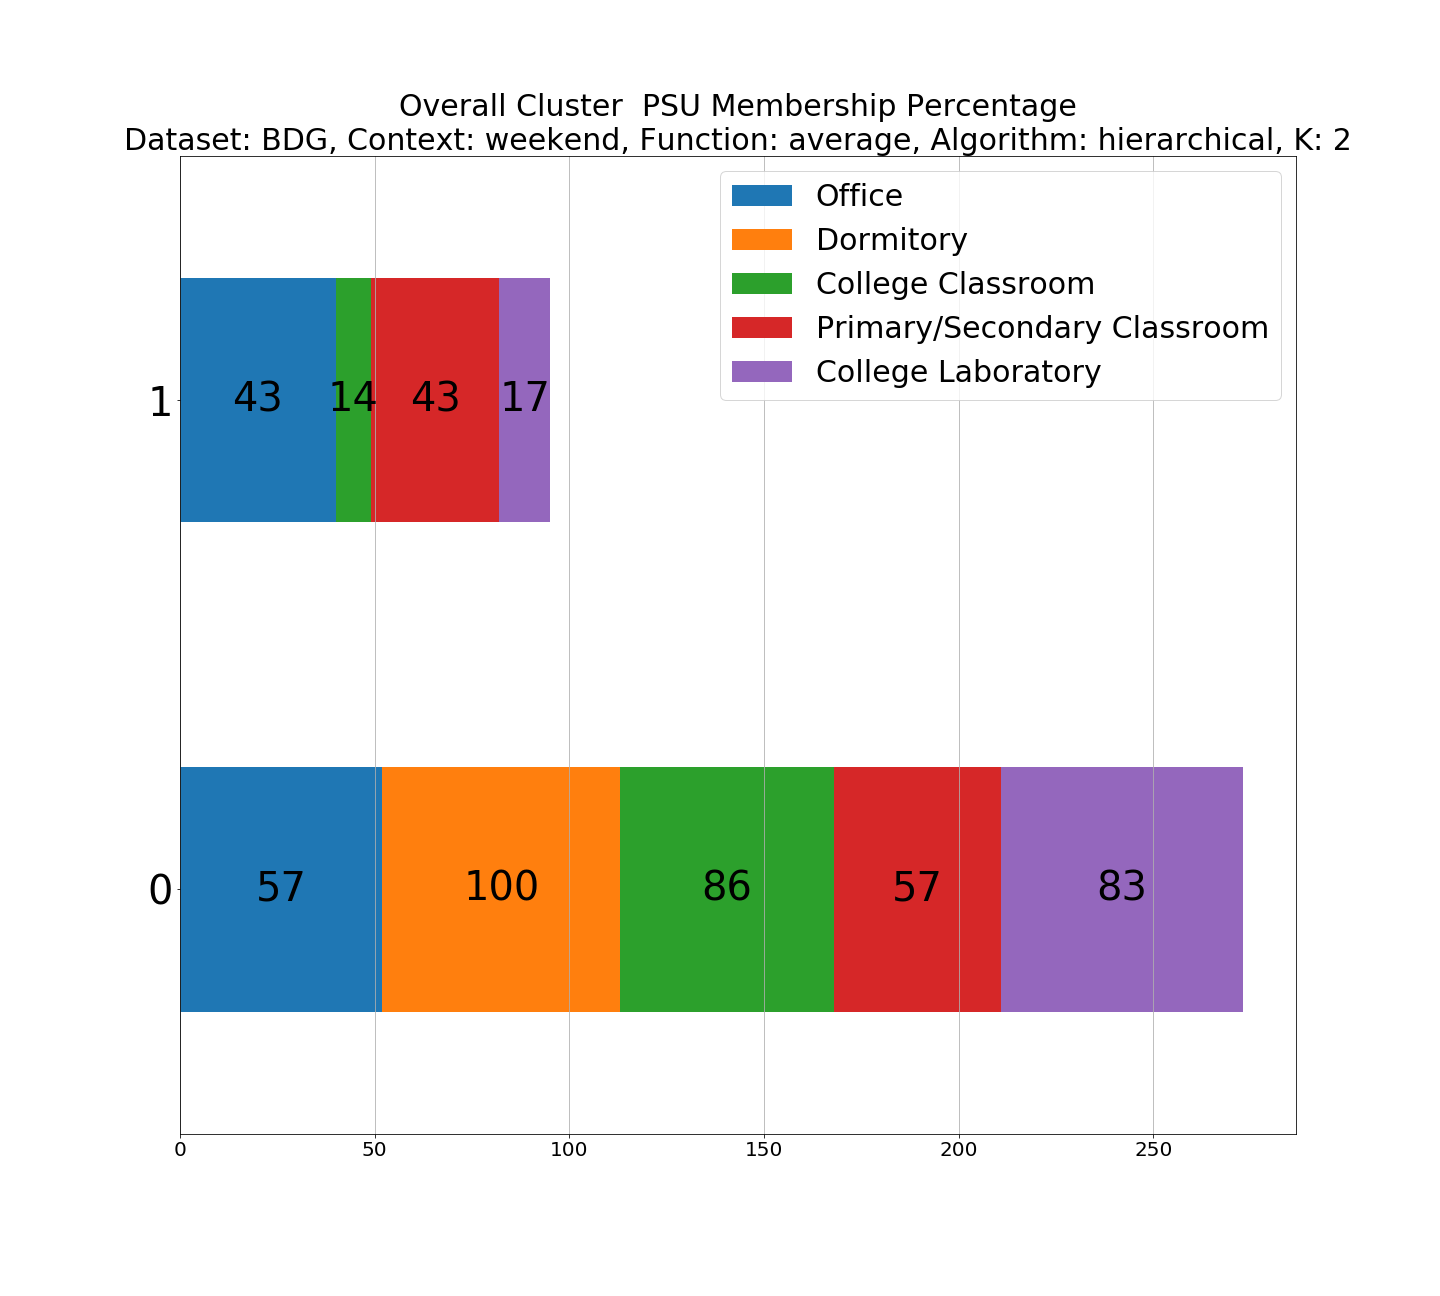 Overall Cluster  PSU Membership Percentage
Dataset: BDG, Context: weekend, Function: average, Algorithm: hierarchical, K: 2
Office
Dormitory
College Classroom
Primary/Secondary Classroom
College Laboratory
1
43 14 43 17
0
57 100 86 57 83
0 50 100 150 200 250